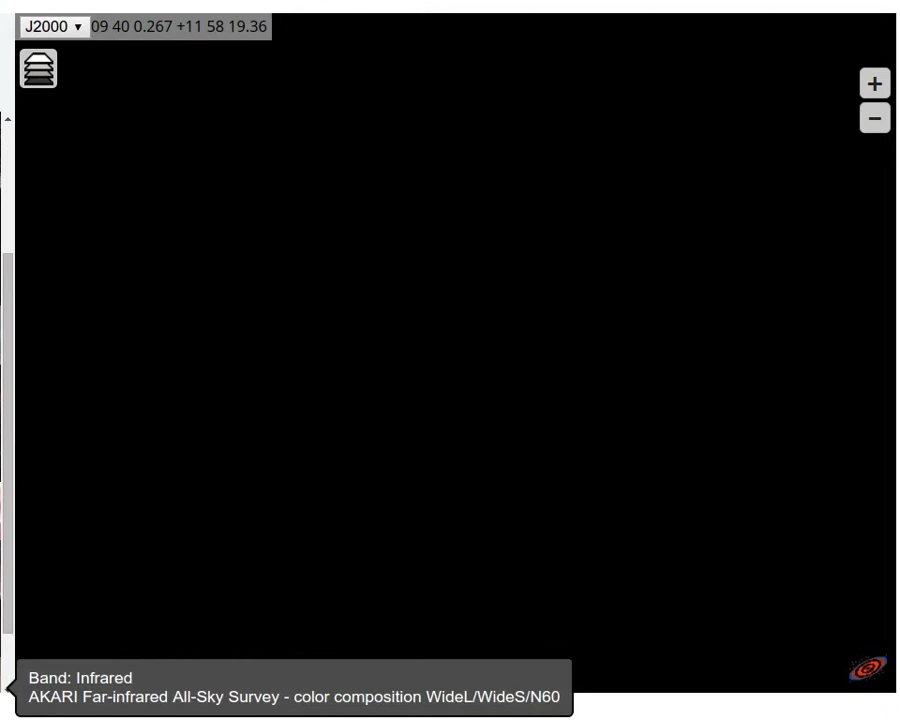 J2000 ▼ 09 40 0.267 +11 58 19.36
+
−
Band: Infrared
AKARI Far-infrared All-Sky Survey - color composition WideL/WideS/N60